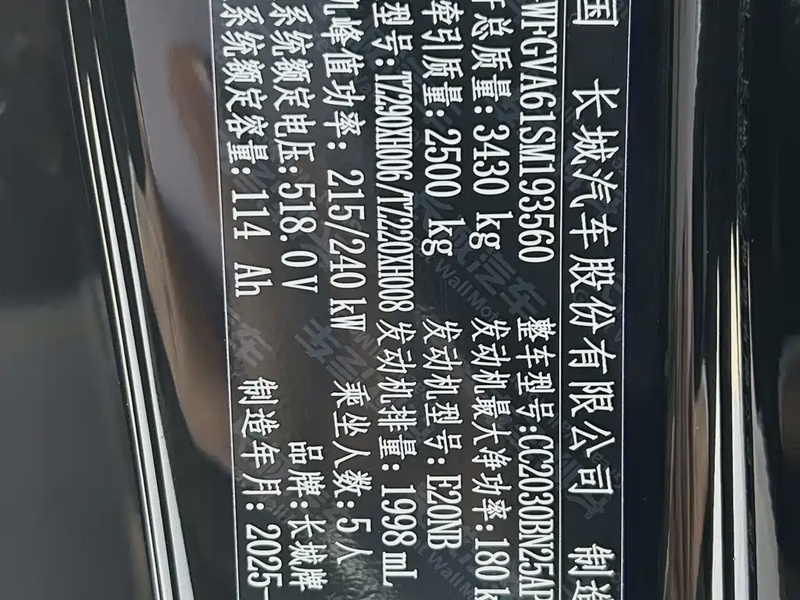 国 长城汽车股份有限公司 制造
WFGVA61SM193560 整车型号:CC2030BN25AP
总质量:3430 kg 发动机最大净功率:180 k
牵引质量:2500 kg 发动机型号:E20NB
型号:TZ290XH006/TZ220XH008 发动机排量:1998 mL
机峰值功率:215/240 kW 乘坐人数:5人
系统额定电压:518.0 V 品牌:长城牌
系统额定容量:114 Ah 制造年月:2025-